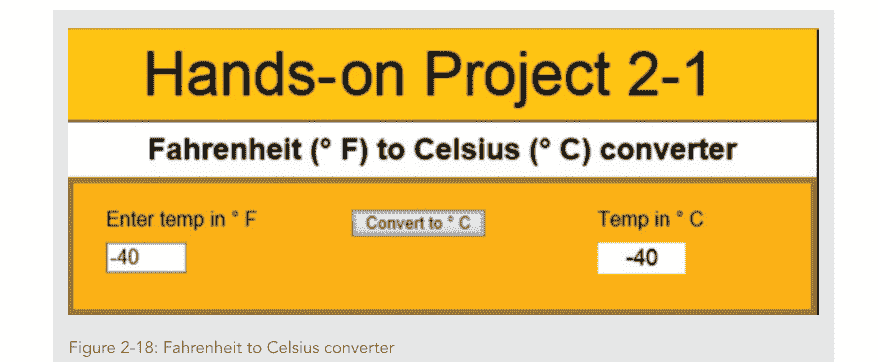 Hands-on Project 2-1
Fahrenheit (° F) to Celsius (° C) converter
Enter temp in ° F
Convert to ° C
Temp in ° C
-40
-40
Figure 2-18: Fahrenheit to Celsius converter